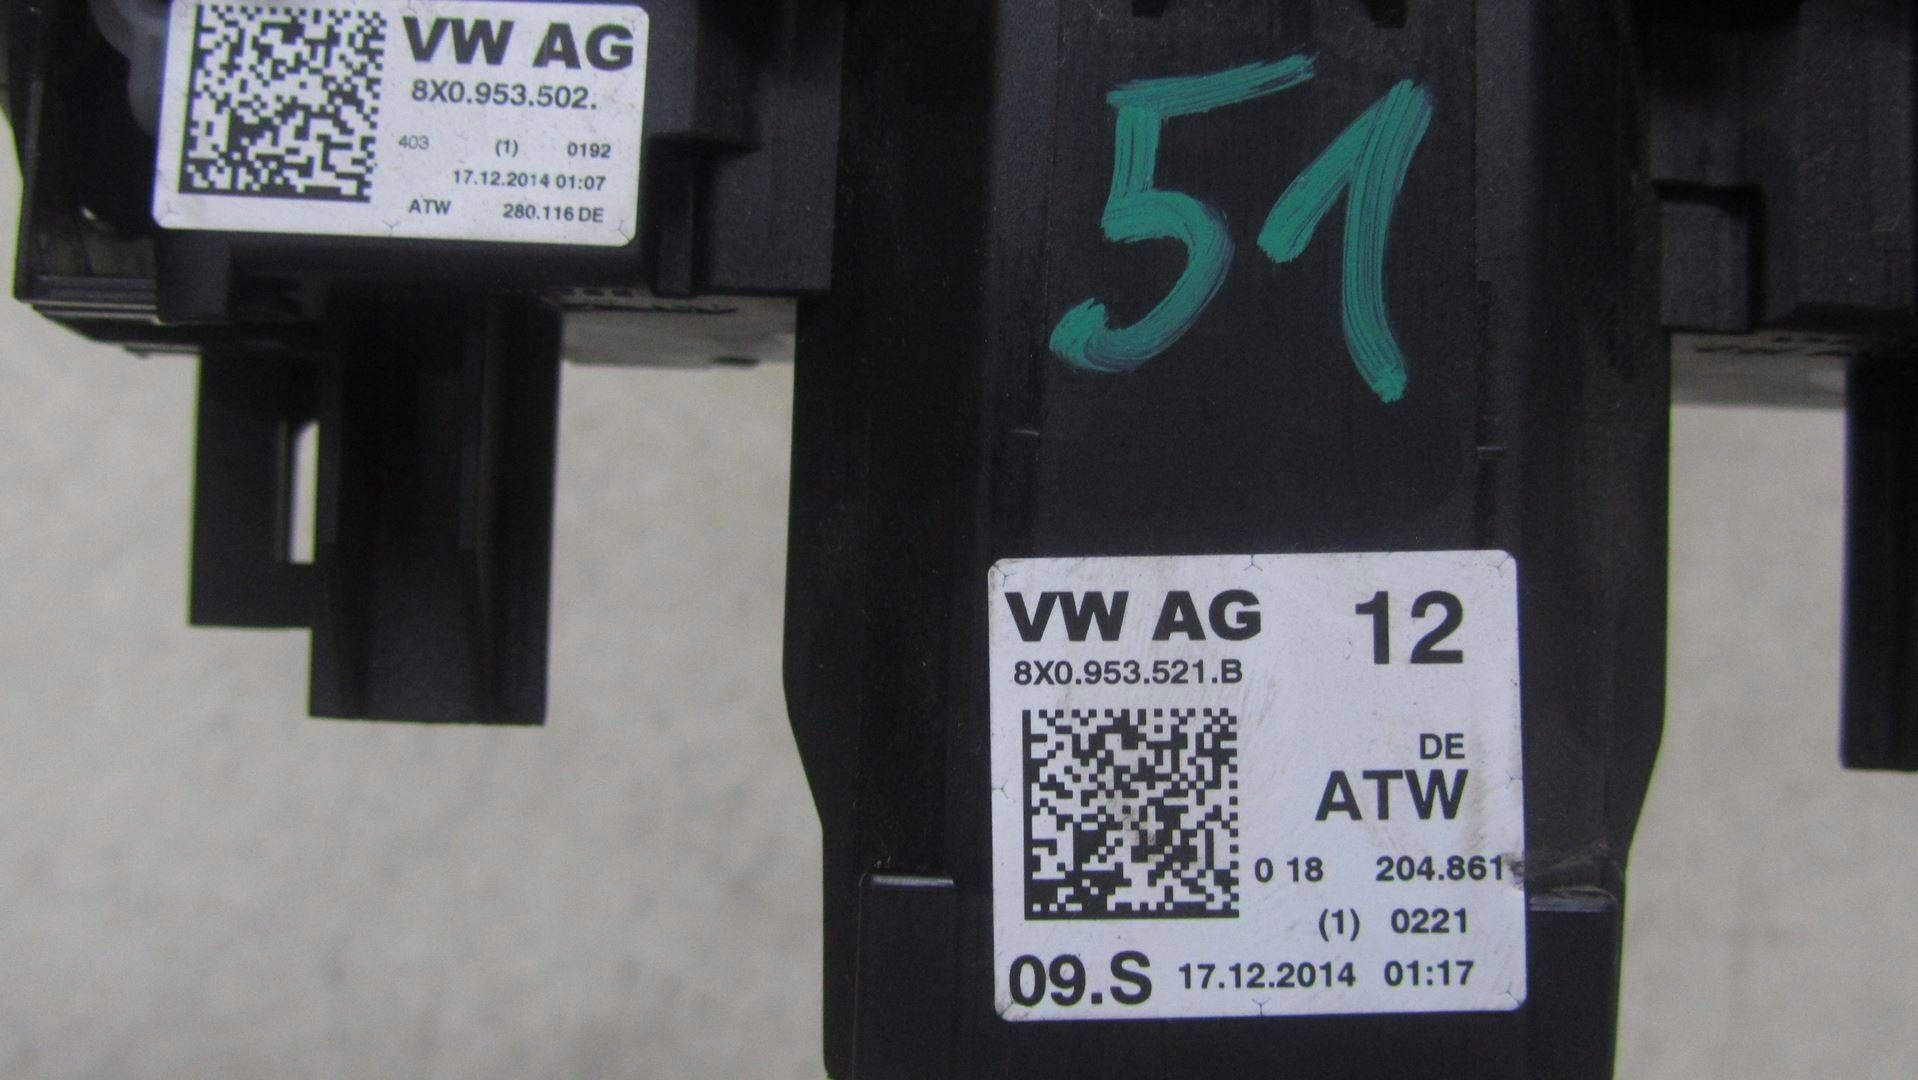 VW AG
8X0.953.502.
403 (1) 0192
17.12.2014 01:07
ATW 280.116 DE
51
VW AG 12
8X0.953.521.B
DE
ATW
0 18 204.861
(1) 0221
09.S 17.12.2014 01:17